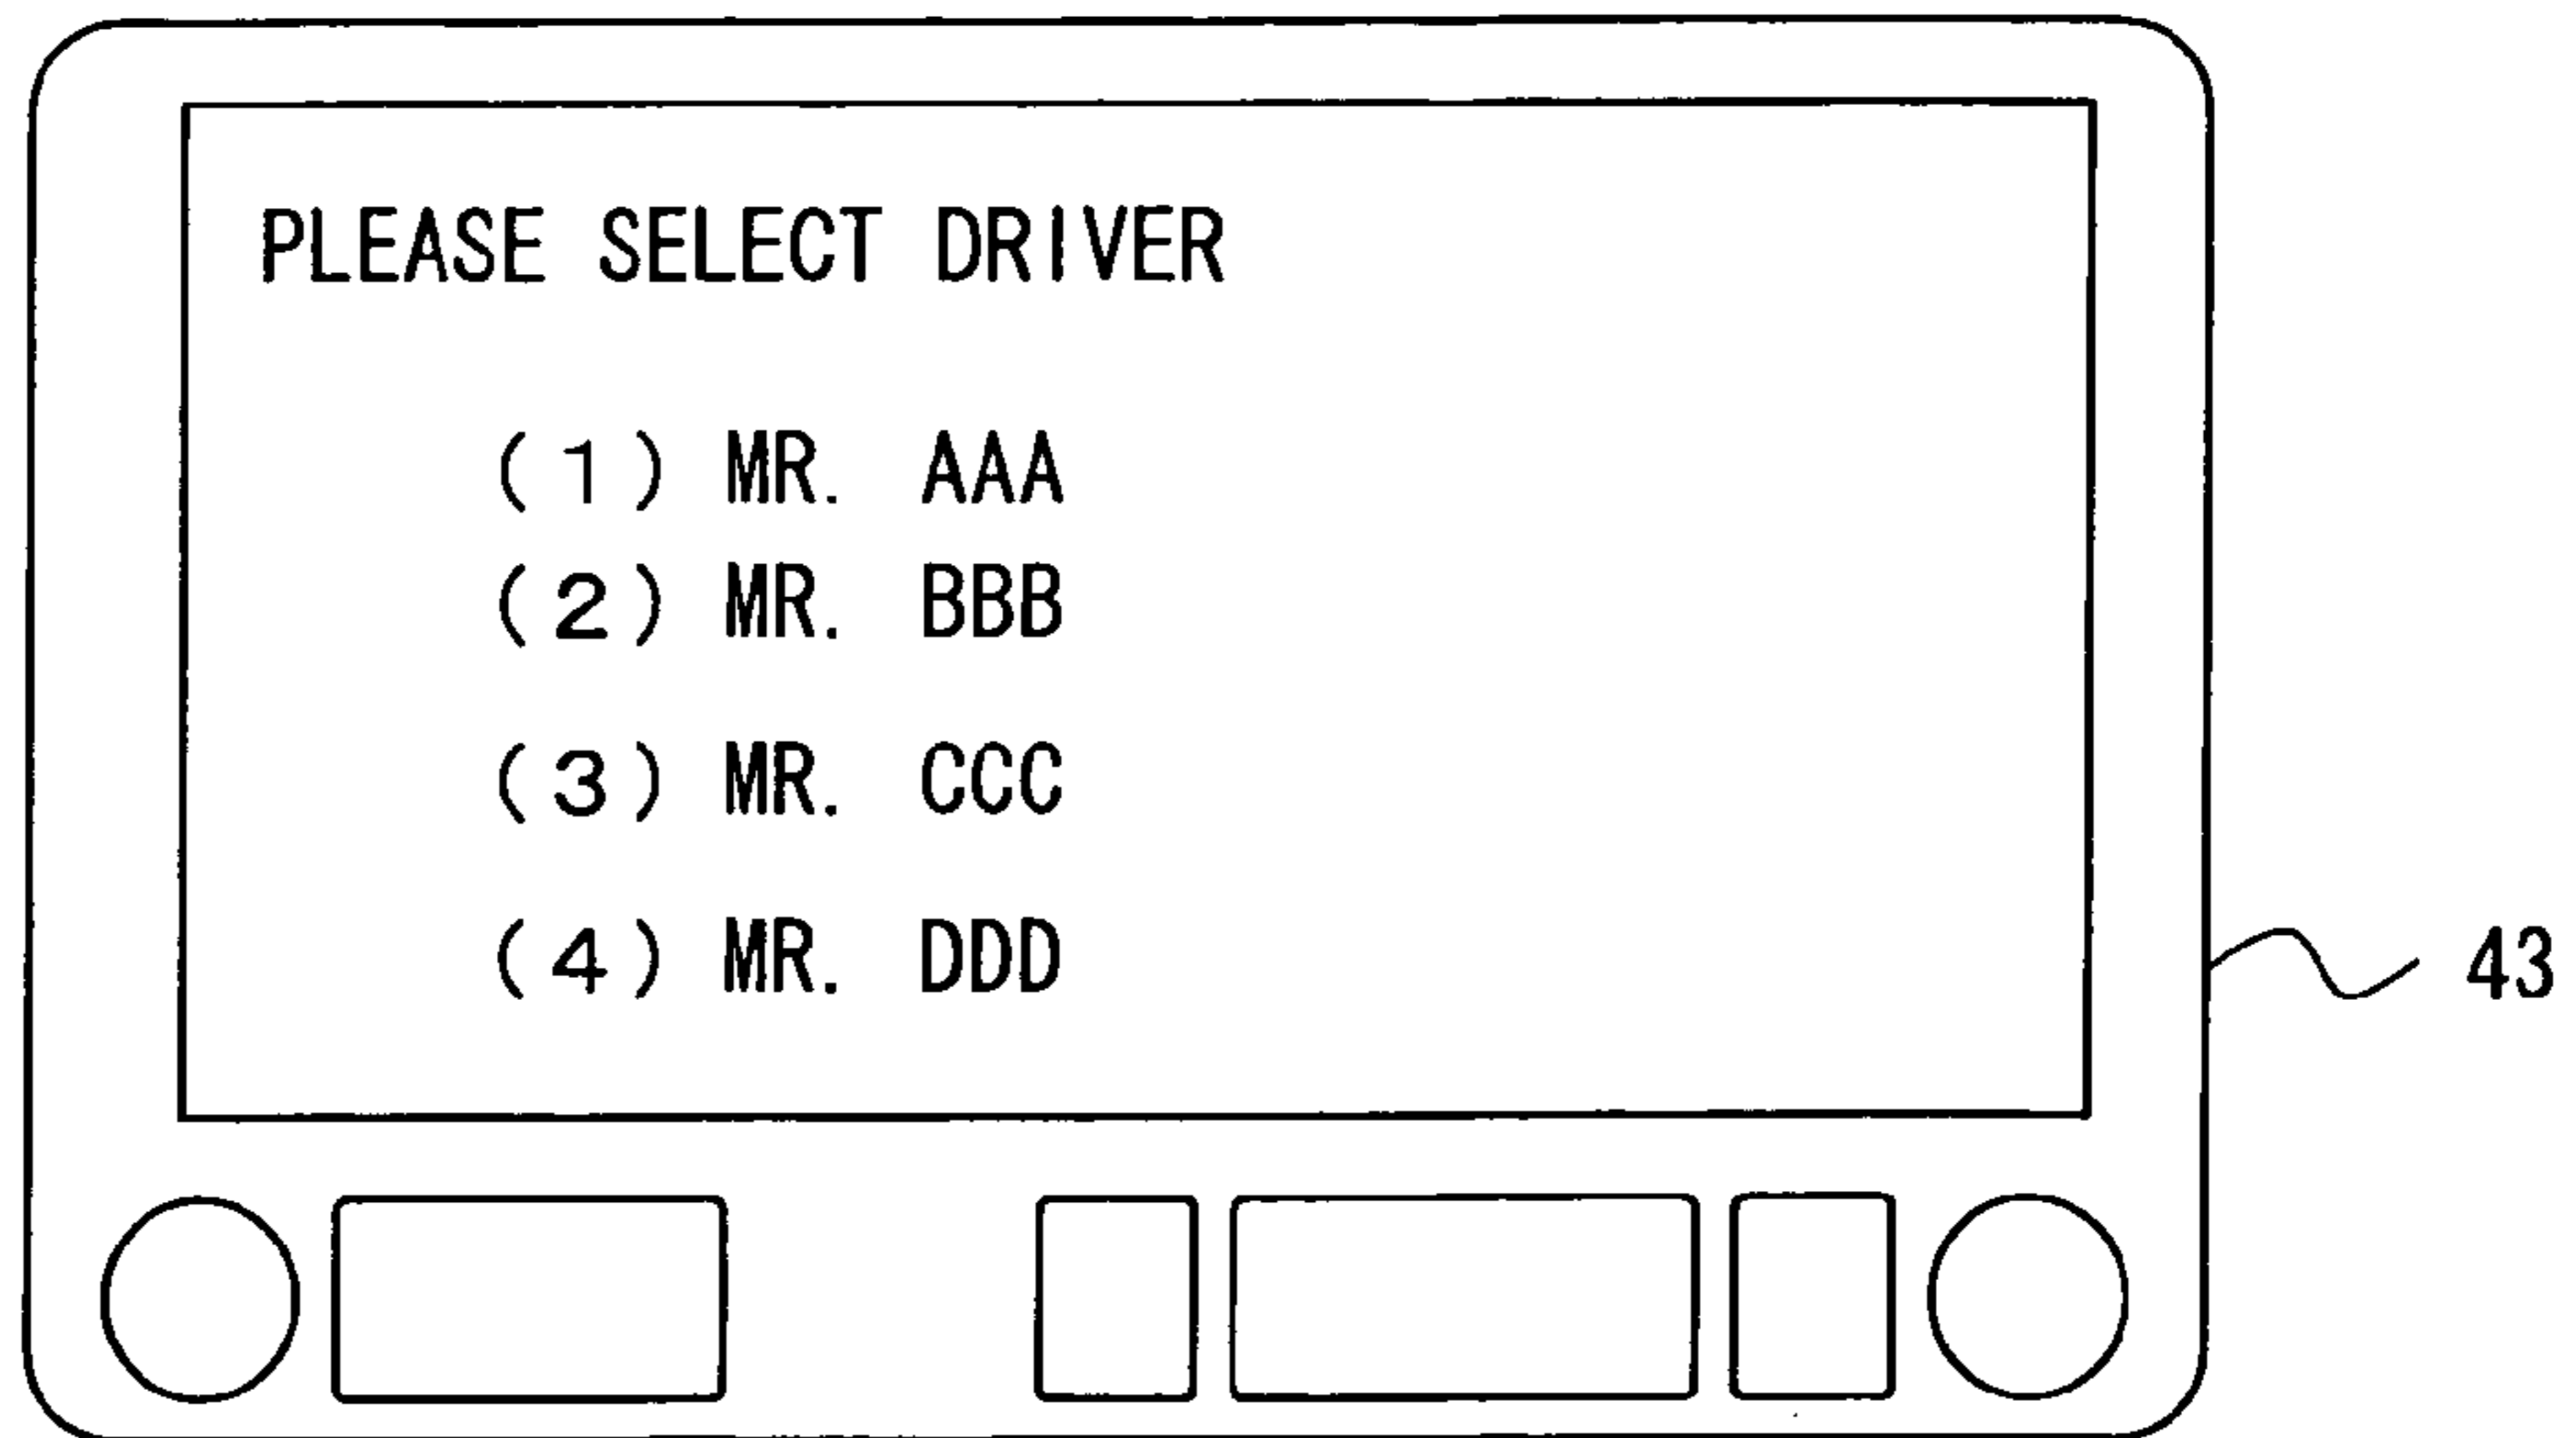 PLEASE SELECT DRIVER
(1) MR. AAA
(2) MR. BBB
(3) MR. CCC
(4) MR. DDD
43